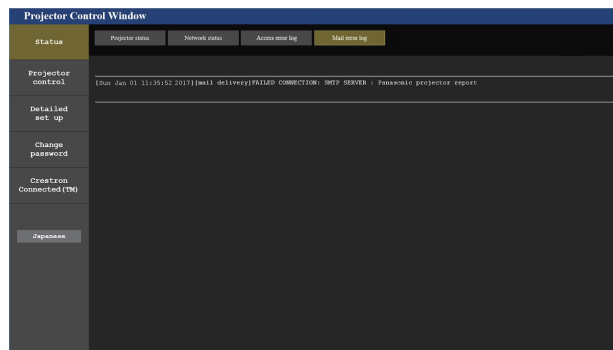 Projector Control Window
Status
Projector status
Network status
Access error log
Mail error log
Projector
control
Detailed
set up
Change
password
Crestron
Connected(TM)
Japanese
[Sun Jan 01 11:35:52 2017][mail delivery]FAILED CONNECTION: SMTP SERVER : Panasonic projector report